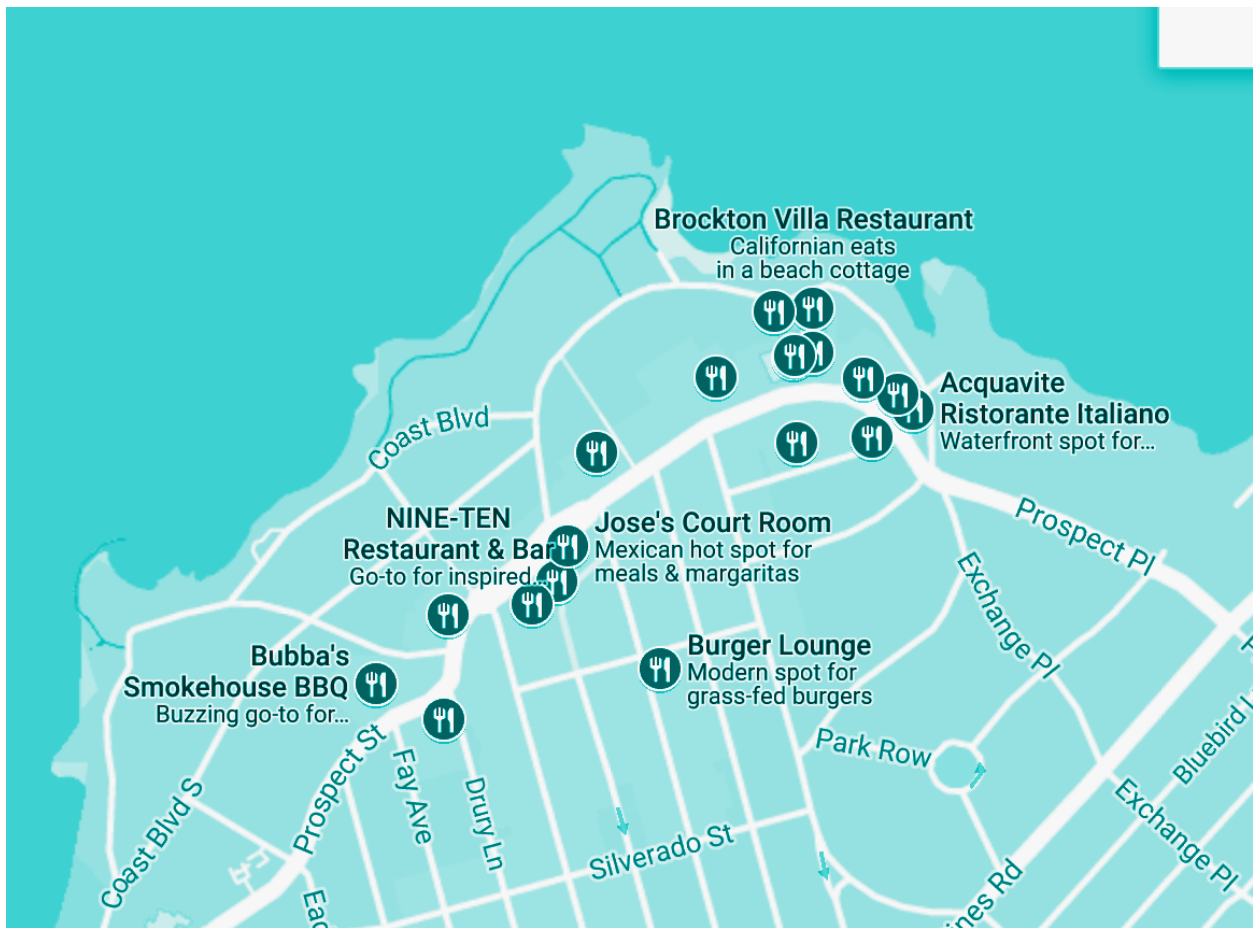 Brockton Villa Restaurant
Californian eats
in a beach cottage
Acquavite
Ristorante Italiano
Waterfront spot for...
Coast Blvd
NINE-TEN
Restaurant & Bar
Go-to for inspired...
Jose's Court Room
Mexican hot spot for
meals & margaritas
Prospect Pl
Exchange Pl
Bubba's
Smokehouse BBQ
Buzzing go-to for...
Burger Lounge
Modern spot for
grass-fed burgers
Park Row
Bluebird
Prospect St
Fay Ave
Drury Ln
Coast Blvd S
Silverado St
Exchange Pl
Rd